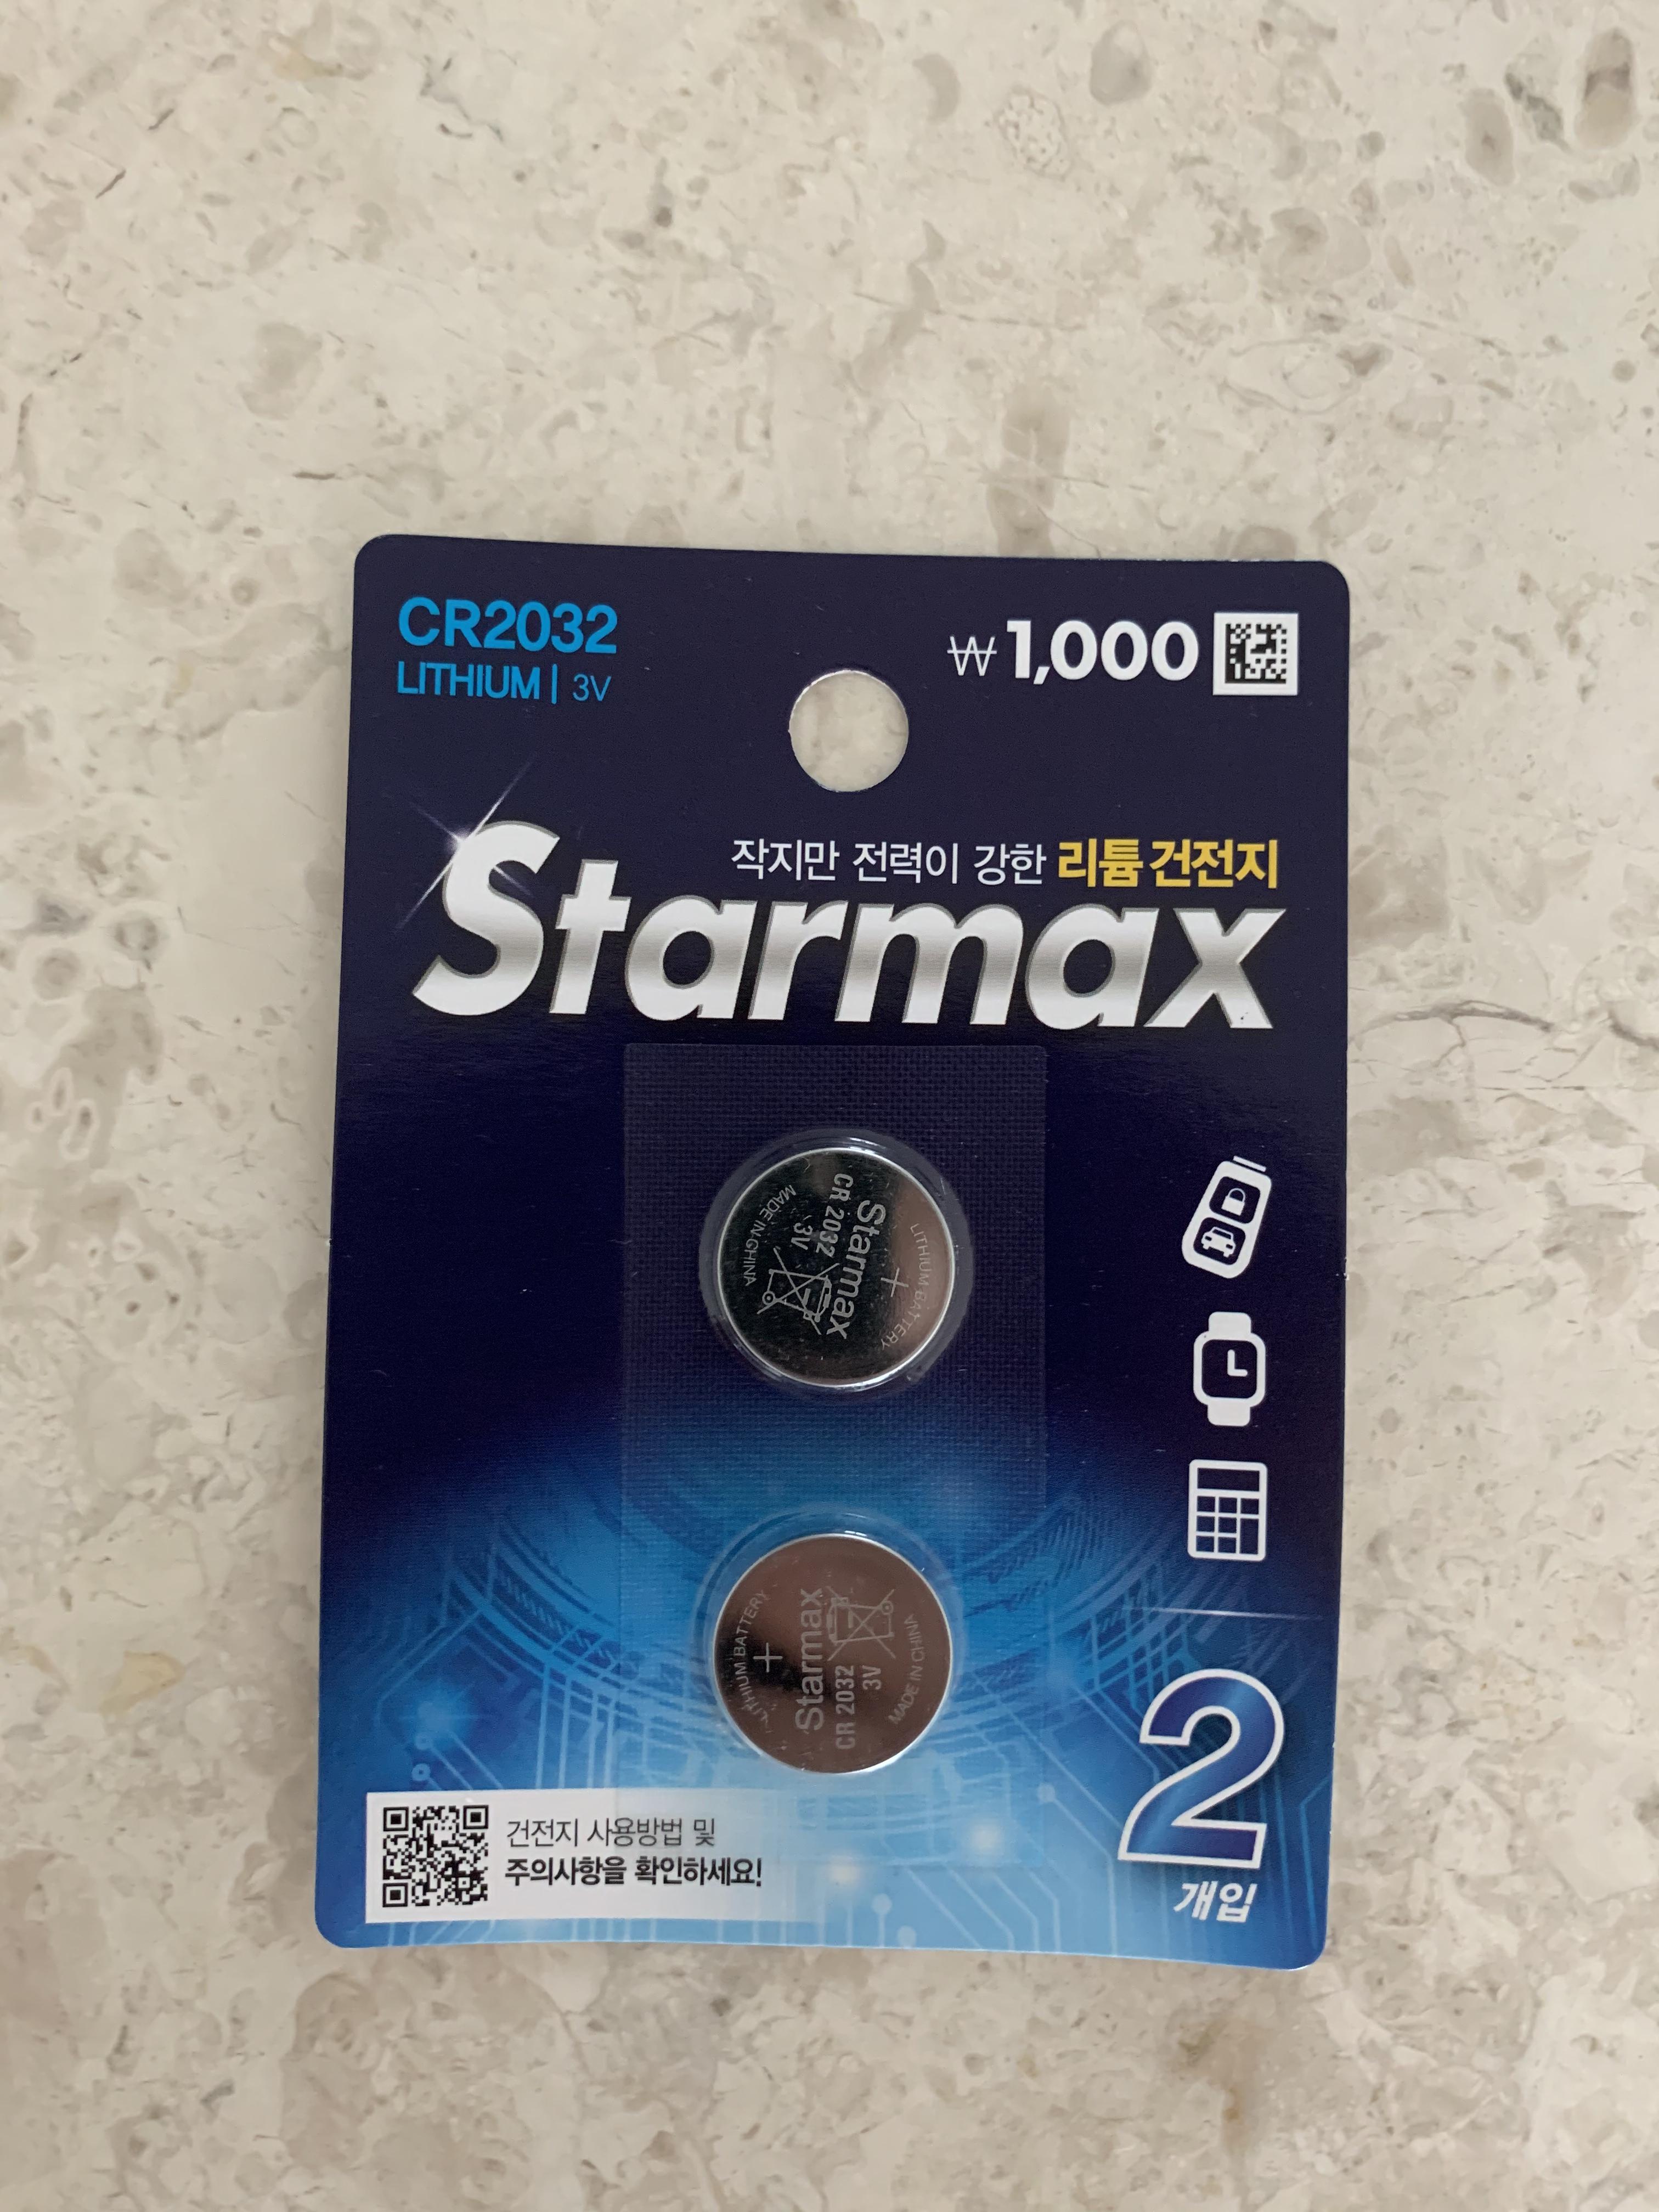 CR2032
LITHIUM | 3V
₩1,000
작지만 전력이 강한 리튬 건전지
Starmax
LITHIUM BATTERY
+
Starmax
CR 2032
3V
MADE IN CHINA
LITHIUM BATTERY
+
Starmax
CR 2032
3V
MADE IN CHINA
2
개입
건전지 사용방법 및
주의사항을 확인하세요!